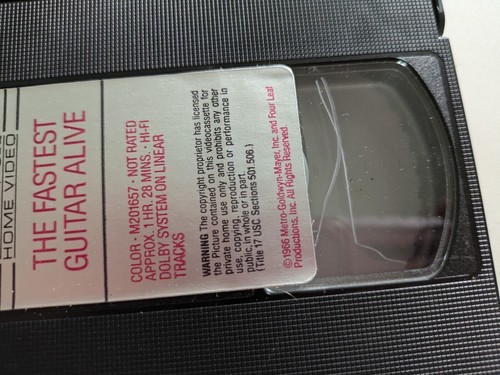 HOME VIDEO
THE FASTEST
GUITAR ALIVE
COLOR • M201657 • NOT RATED
APPROX. 1 HR. 28 MINS. • HI-FI
DOLBY SYSTEM ON LINEAR
TRACKS
WARNING The copyright proprietor has licensed
the Picture contained on this videocassette for
private home use only and prohibits any other
use, copying, reproduction or performance in
public, in whole or in part.
(Title 17 USC Sections 501 506.)
©1966 Metro-Goldwyn-Mayer, Inc. and Four Leaf
Productions, Inc. All Rights Reserved.